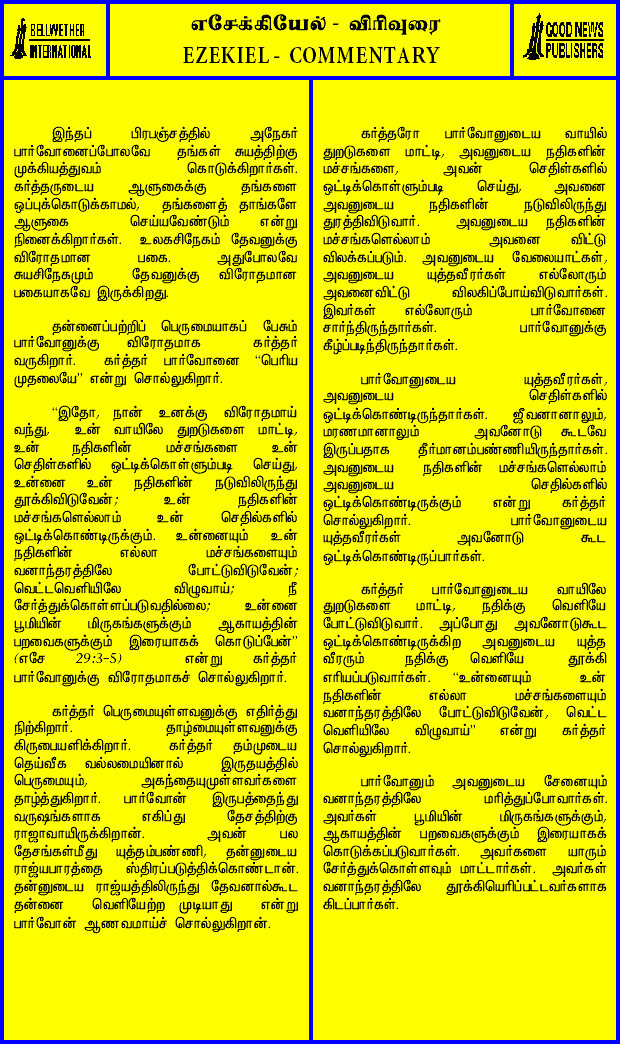 BELLWETHER
INTERNATIONAL
எசேக்கியேல் - விரிவுரை
EZEKIEL - COMMENTARY
GOOD NEWS
PUBLISHERS
இந்தப் பிரபஞ்சத்தில் அநேகர்
பார்வோனைப்போலவே தங்கள் சுயத்திற்கு
முக்கியத்துவம் கொடுக்கிறார்கள்.
கர்த்தருடைய ஆளுகைக்கு தங்களை
ஒப்புக்கொடுக்காமல், தங்களைத் தாங்களே
ஆளுகை செய்யவேண்டும் என்று
நினைக்கிறார்கள். உலகசிநேகம் தேவனுக்கு
விரோதமான பகை. அதுபோலவே
சுயசிநேகமும் தேவனுக்கு விரோதமான
பகையாகவே இருக்கிறது.
தன்னைப்பற்றிப் பெருமையாகப் பேசும்
பார்வோனுக்கு விரோதமாக கர்த்தர்
வருகிறார். கர்த்தர் பார்வோனை “பெரிய
முதலையே” என்று சொல்லுகிறார்.
“இதோ, நான் உனக்கு விரோதமாய்
வந்து, உன் வாயிலே துறடுகளை மாட்டி,
உன் நதிகளின் மச்சங்களை உன்
செதிள்களில் ஒட்டிக்கொள்ளும்படி செய்து,
உன்னை உன் நதிகளின் நடுவிலிருந்து
தூக்கிவிடுவேன்; உன் நதிகளின்
மச்சங்களெல்லாம் உன் செதில்களில்
ஒட்டிக்கொண்டிருக்கும். உன்னையும் உன்
நதிகளின் எல்லா மச்சங்களையும்
வனாந்தரத்திலே போட்டுவிடுவேன்;
வெட்டவெளியிலே விழுவாய்; நீ
சேர்த்துக்கொள்ளப்படுவதில்லை; உன்னை
பூமியின் மிருகங்களுக்கும் ஆகாயத்தின்
பறவைகளுக்கும் இரையாகக் கொடுப்பேன்”
(எசே 29:3-5) என்று கர்த்தர்
பார்வோனுக்கு விரோதமாகச் சொல்லுகிறார்.
கர்த்தர் பெருமையுள்ளவனுக்கு எதிர்த்து
நிற்கிறார். தாழ்மையுள்ளவனுக்கு
கிருபையளிக்கிறார். கர்த்தர் தம்முடைய
தெய்வீக வல்லமையினால் இருதயத்தில்
பெருமையும், அகந்தையுமுள்ளவர்களை
தாழ்த்துகிறார். பார்வோன் இருபத்தைந்து
வருஷங்களாக எகிப்து தேசத்திற்கு
ராஜாவாயிருக்கிறான். அவன் பல
தேசங்கள்மீது யுத்தம்பண்ணி, தன்னுடைய
ராஜ்யபாரத்தை ஸ்திரப்படுத்திக்கொண்டான்.
தன்னுடைய ராஜ்யத்திலிருந்து தேவனால்கூட
தன்னை வெளியேற்ற முடியாது என்று
பார்வோன் ஆணவமாய்ச் சொல்லுகிறான்.
கர்த்தரோ பார்வோனுடைய வாயில்
துறடுகளை மாட்டி, அவனுடைய நதிகளின்
மச்சங்களை, அவன் செதிள்களில்
ஒட்டிக்கொள்ளும்படி செய்து, அவனை
அவனுடைய நதிகளின் நடுவிலிருந்து
துரத்திவிடுவார். அவனுடைய நதிகளின்
மச்சங்களெல்லாம் அவனை விட்டு
விலக்கப்படும். அவனுடைய வேலையாட்கள்,
அவனுடைய யுத்தவீரர்கள் எல்லோரும்
அவனைவிட்டு விலகிப்போய்விடுவார்கள்.
இவர்கள் எல்லோரும் பார்வோனை
சார்ந்திருந்தார்கள். பார்வோனுக்கு
கீழ்ப்படிந்திருந்தார்கள்.
பார்வோனுடைய யுத்தவீரர்கள்,
அவனுடைய செதிள்களில்
ஒட்டிக்கொண்டிருந்தார்கள். ஜீவனானாலும்,
மரணமானாலும் அவனோடு கூடவே
இருப்பதாக தீர்மானம்பண்ணியிருந்தார்கள்.
அவனுடைய நதிகளின் மச்சங்களெல்லாம்
அவனுடைய செதில்களில்
ஒட்டிக்கொண்டிருக்கும் என்று கர்த்தர்
சொல்லுகிறார். பார்வோனுடைய
யுத்தவீரர்கள் அவனோடு கூட
ஒட்டிக்கொண்டிருப்பார்கள்.
கர்த்தர் பார்வோனுடைய வாயிலே
துறடுகளை மாட்டி, நதிக்கு வெளியே
போட்டுவிடுவார். அப்போது அவனோடுகூட
ஒட்டிக்கொண்டிருக்கிற அவனுடைய யுத்த
வீரரும் நதிக்கு வெளியே தூக்கி
எரியப்படுவார்கள். “உன்னையும் உன்
நதிகளின் எல்லா மச்சங்களையும்
வனாந்தரத்திலே போட்டுவிடுவேன், வெட்ட
வெளியிலே விழுவாய்” என்று கர்த்தர்
சொல்லுகிறார்.
பார்வோனும் அவனுடைய சேனையும்
வனாந்தரத்திலே மரித்துப்போவார்கள்.
அவர்கள் பூமியின் மிருகங்களுக்கும்,
ஆகாயத்தின் பறவைகளுக்கும் இரையாகக்
கொடுக்கப்படுவார்கள். அவர்களை யாரும்
சேர்த்துக்கொள்ளவும் மாட்டார்கள். அவர்கள்
வனாந்தரத்திலே தூக்கியெறிப்பட்டவர்களாக
கிடப்பார்கள்.